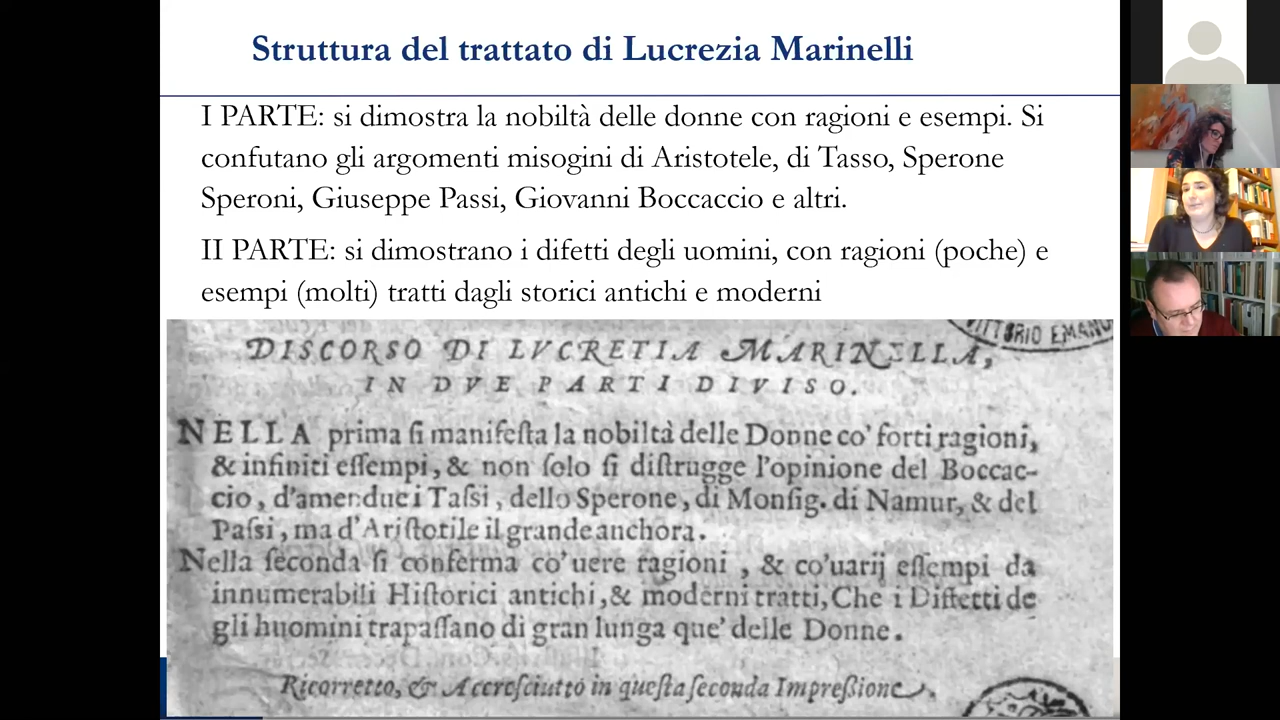 Struttura del trattato di Lucrezia Marinelli
I PARTE: si dimostra la nobiltà delle donne con ragioni e esempi. Si
confutano gli argomenti misogini di Aristotele, di Tasso, Sperone
Speroni, Giuseppe Passi, Giovanni Boccaccio e altri.
II PARTE: si dimostrano i difetti degli uomini, con ragioni (poche) e
esempi (molti) tratti dagli storici antichi e moderni
VITTORIO EMANU
DISCORSO DI LVCRETIA MARINELLA,
IN DVE PARTI DIVISO.
NELLA prima ſi manifeſta la nobiltà delle Donne co' forti ragioni,
& infiniti eſſempi, & non ſolo ſi diſtrugge l'opinione del Boccac-
cio, d'amendue i Taſſi, dello Sperone, di Monſig. di Namur, & del
Paſsi, ma d'Ariſtotile il grande anchora.
Nella ſeconda ſi conferma co'uere ragioni, & co'uarij eſſempi da
innumerabili Hiſtorici antichi, & moderni tratti, Che i Diffetti de
gli huomini trapaſſano di gran lunga que' delle Donne.
Ricorretto, & Accreſciutto in queſta ſeconda Impreſſione.